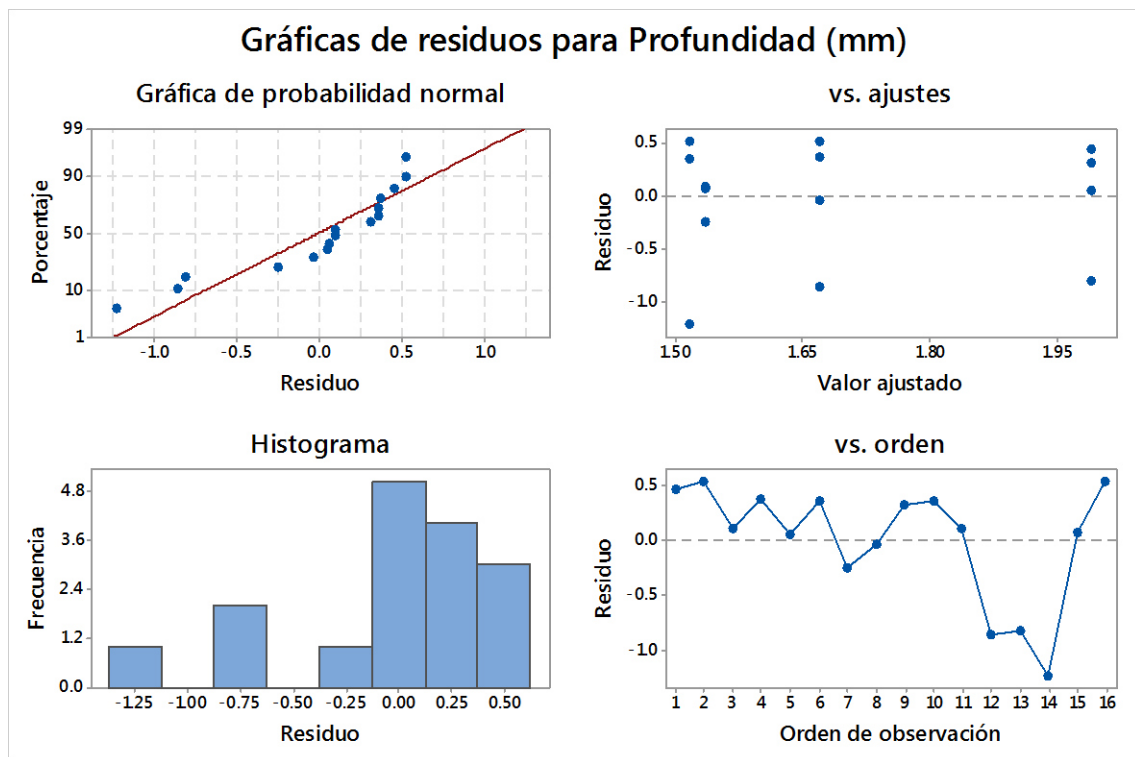 Gráficas de residuos para Profundidad (mm)
Gráfica de probabilidad normal
99
90
50
10
1
Porcentaje
-1.0 -0.5 0.0 0.5 1.0
Residuo
vs. ajustes
0.5
0.0
-0.5
-1.0
Residuo
1.50 1.65 1.80 1.95
Valor ajustado
Histograma
4.8
3.6
2.4
1.2
0.0
Frecuencia
-1.25 -1.00 -0.75 -0.50 -0.25 0.00 0.25 0.50
Residuo
vs. orden
0.5
0.0
-0.5
-1.0
Residuo
1 2 3 4 5 6 7 8 9 10 11 12 13 14 15 16
Orden de observación